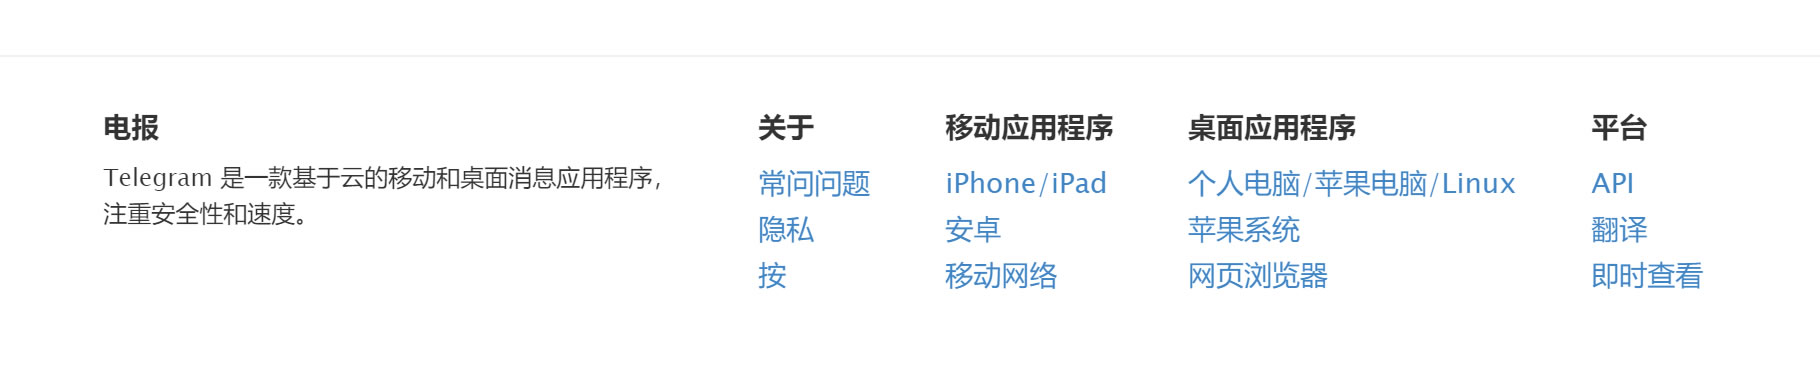 电报
Telegram 是一款基于云的移动和桌面消息应用程序，
注重安全性和速度。
关于
常问问题
隐私
按
移动应用程序
iPhone/iPad
安卓
移动网络
桌面应用程序
个人电脑/苹果电脑/Linux
苹果系统
网页浏览器
平台
API
翻译
即时查看